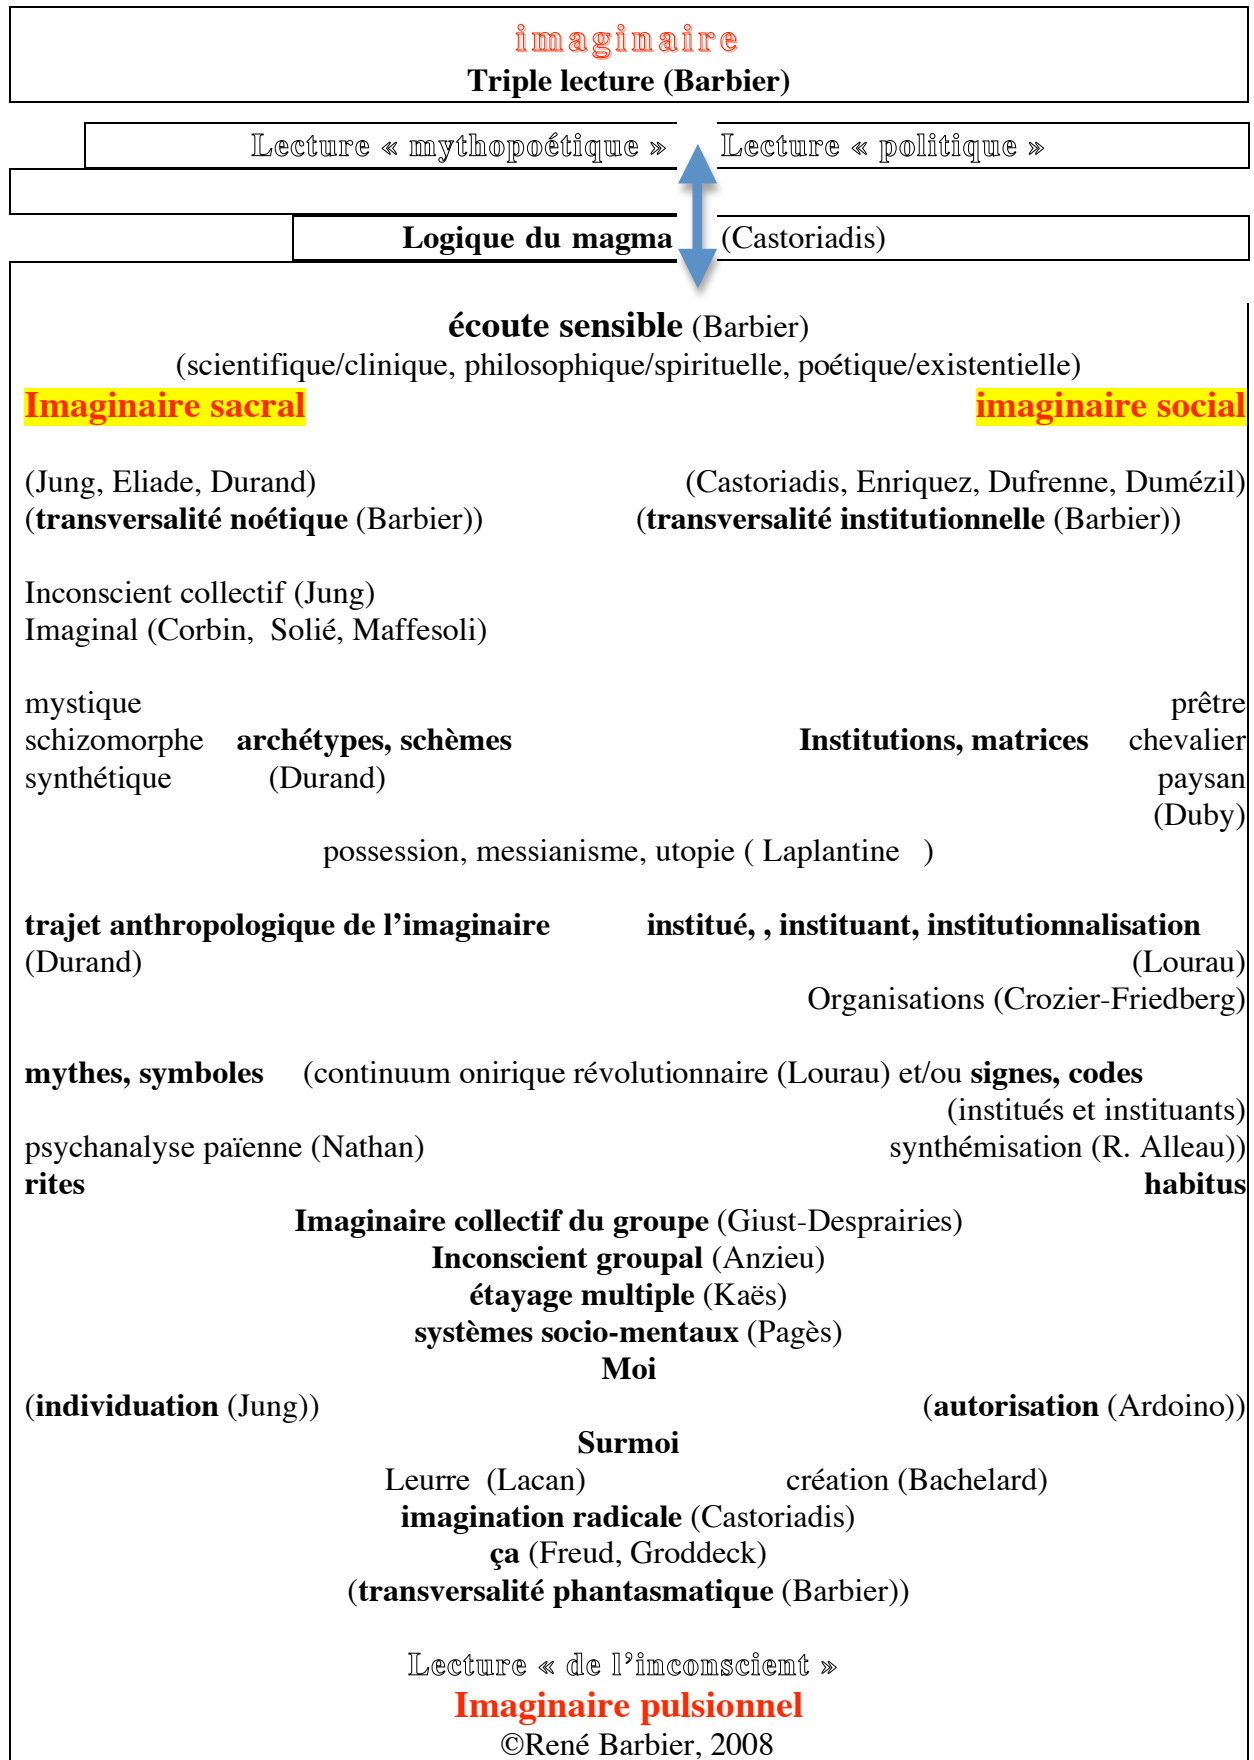 imaginaire
Triple lecture (Barbier)
Lecture « mythopoétique » Lecture « politique »
Logique du magma (Castoriadis)
écoute sensible (Barbier)
(scientifique/clinique, philosophique/spirituelle, poétique/existentielle)
Imaginaire sacral imaginaire social
(Jung, Eliade, Durand) (Castoriadis, Enriquez, Dufrenne, Dumézil)
(transversalité noétique (Barbier)) (transversalité institutionnelle (Barbier))
Inconscient collectif (Jung)
Imaginal (Corbin, Solié, Maffesoli)
mystique prêtre
schizomorphe archétypes, schèmes Institutions, matrices chevalier
synthétique (Durand) paysan
(Duby)
possession, messianisme, utopie ( Laplantine )
trajet anthropologique de l’imaginaire institué, , instituant, institutionnalisation
(Durand) (Lourau)
Organisations (Crozier-Friedberg)
mythes, symboles (continuum onirique révolutionnaire (Lourau) et/ou signes, codes
(institués et instituants)
psychanalyse païenne (Nathan) synthémisation (R. Alleau))
rites habitus
Imaginaire collectif du groupe (Giust-Desprairies)
Inconscient groupal (Anzieu)
étayage multiple (Kaës)
systèmes socio-mentaux (Pagès)
Moi
(individuation (Jung)) (autorisation (Ardoino))
Surmoi
Leurre (Lacan) création (Bachelard)
imagination radicale (Castoriadis)
ça (Freud, Groddeck)
(transversalité phantasmatique (Barbier))
Lecture « de l’inconscient »
Imaginaire pulsionnel
©René Barbier, 2008